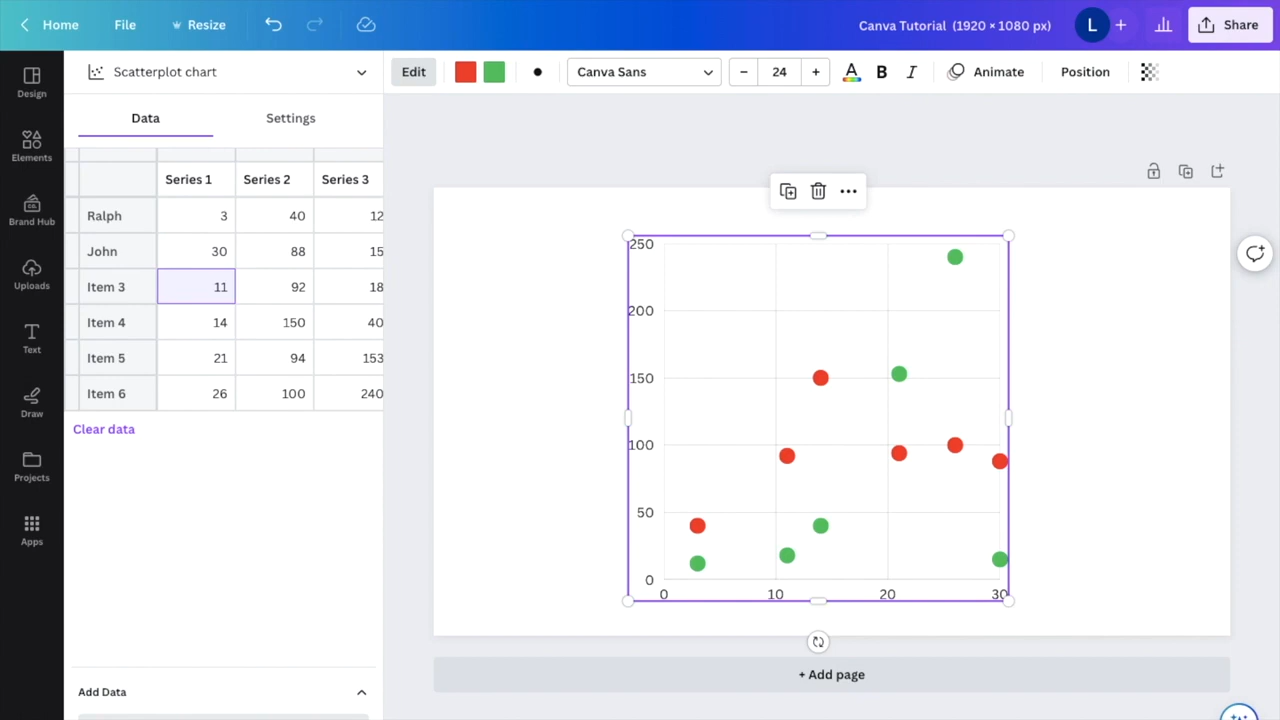 Home File Resize Canva Tutorial (1920 × 1080 px) L + Share
Scatterplot chart
Edit Canva Sans – 24 + A B I Animate Position
Design
Elements
Brand Hub
Uploads
Text
Draw
Projects
Apps
Data Settings
Series 1 Series 2 Series 3
Ralph 3 40 12
John 30 88 15
Item 3 11 92 18
Item 4 14 150 40
Item 5 21 94 153
Item 6 26 100 240
Clear data
Add Data
250
200
150
100
50
0
0 10 20 30
+ Add page